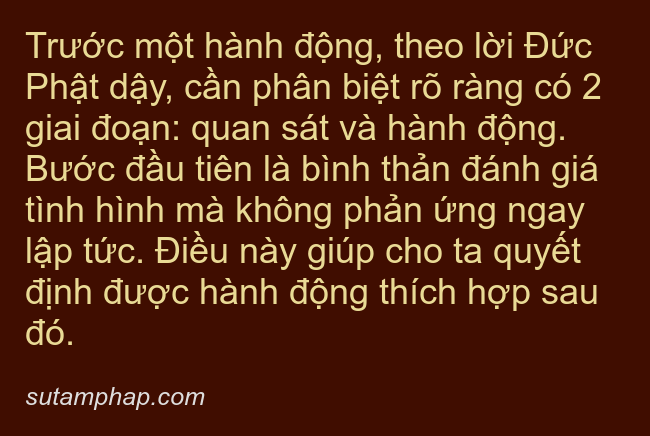 Trước một hành động, theo lời Đức
Phật dậy, cần phân biệt rõ ràng có 2
giai đoạn: quan sát và hành động.
Bước đầu tiên là bình thản đánh giá
tình hình mà không phản ứng ngay
lập tức. Điều này giúp cho ta quyết
định được hành động thích hợp sau
đó.
sutamphap.com